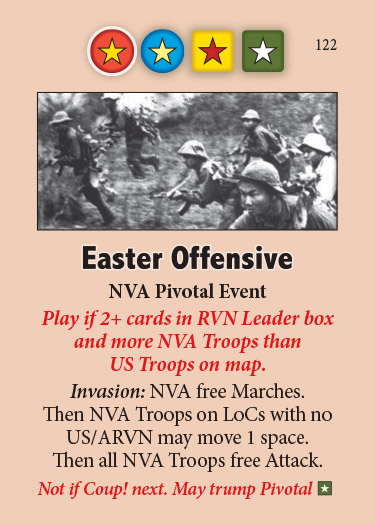 122
Easter Offensive
NVA Pivotal Event
Play if 2+ cards in RVN Leader box
and more NVA Troops than
US Troops on map.
Invasion: NVA free Marches.
Then NVA Troops on LoCs with no
US/ARVN may move 1 space.
Then all NVA Troops free Attack.
Not if Coup! next. May trump Pivotal